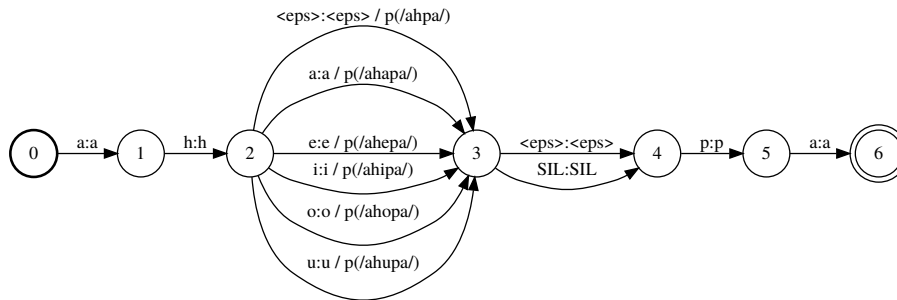 <eps>:<eps> / p(/ahpa/)
a:a / p(/ahapa/)
0 a:a 1 h:h 2 e:e / p(/ahepa/) 3 <eps>:<eps> 4 p:p 5 a:a 6
i:i / p(/ahipa/) SIL:SIL
o:o / p(/ahopa/)
u:u / p(/ahupa/)